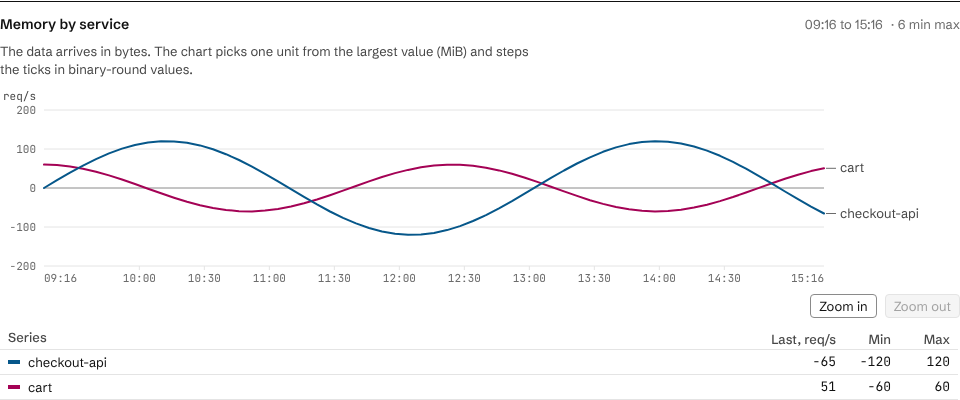 Memory by service
09:16 to 15:16 · 6 min max
The data arrives in bytes. The chart picks one unit from the largest value (MiB) and steps
the ticks in binary-round values.
req/s
200
100
0
-100
-200
cart
checkout-api
09:16 10:00 10:30 11:00 11:30 12:00 12:30 13:00 13:30 14:00 14:30 15:16
Zoom in Zoom out
Series Last, req/s Min Max
checkout-api -65 -120 120
cart 51 -60 60